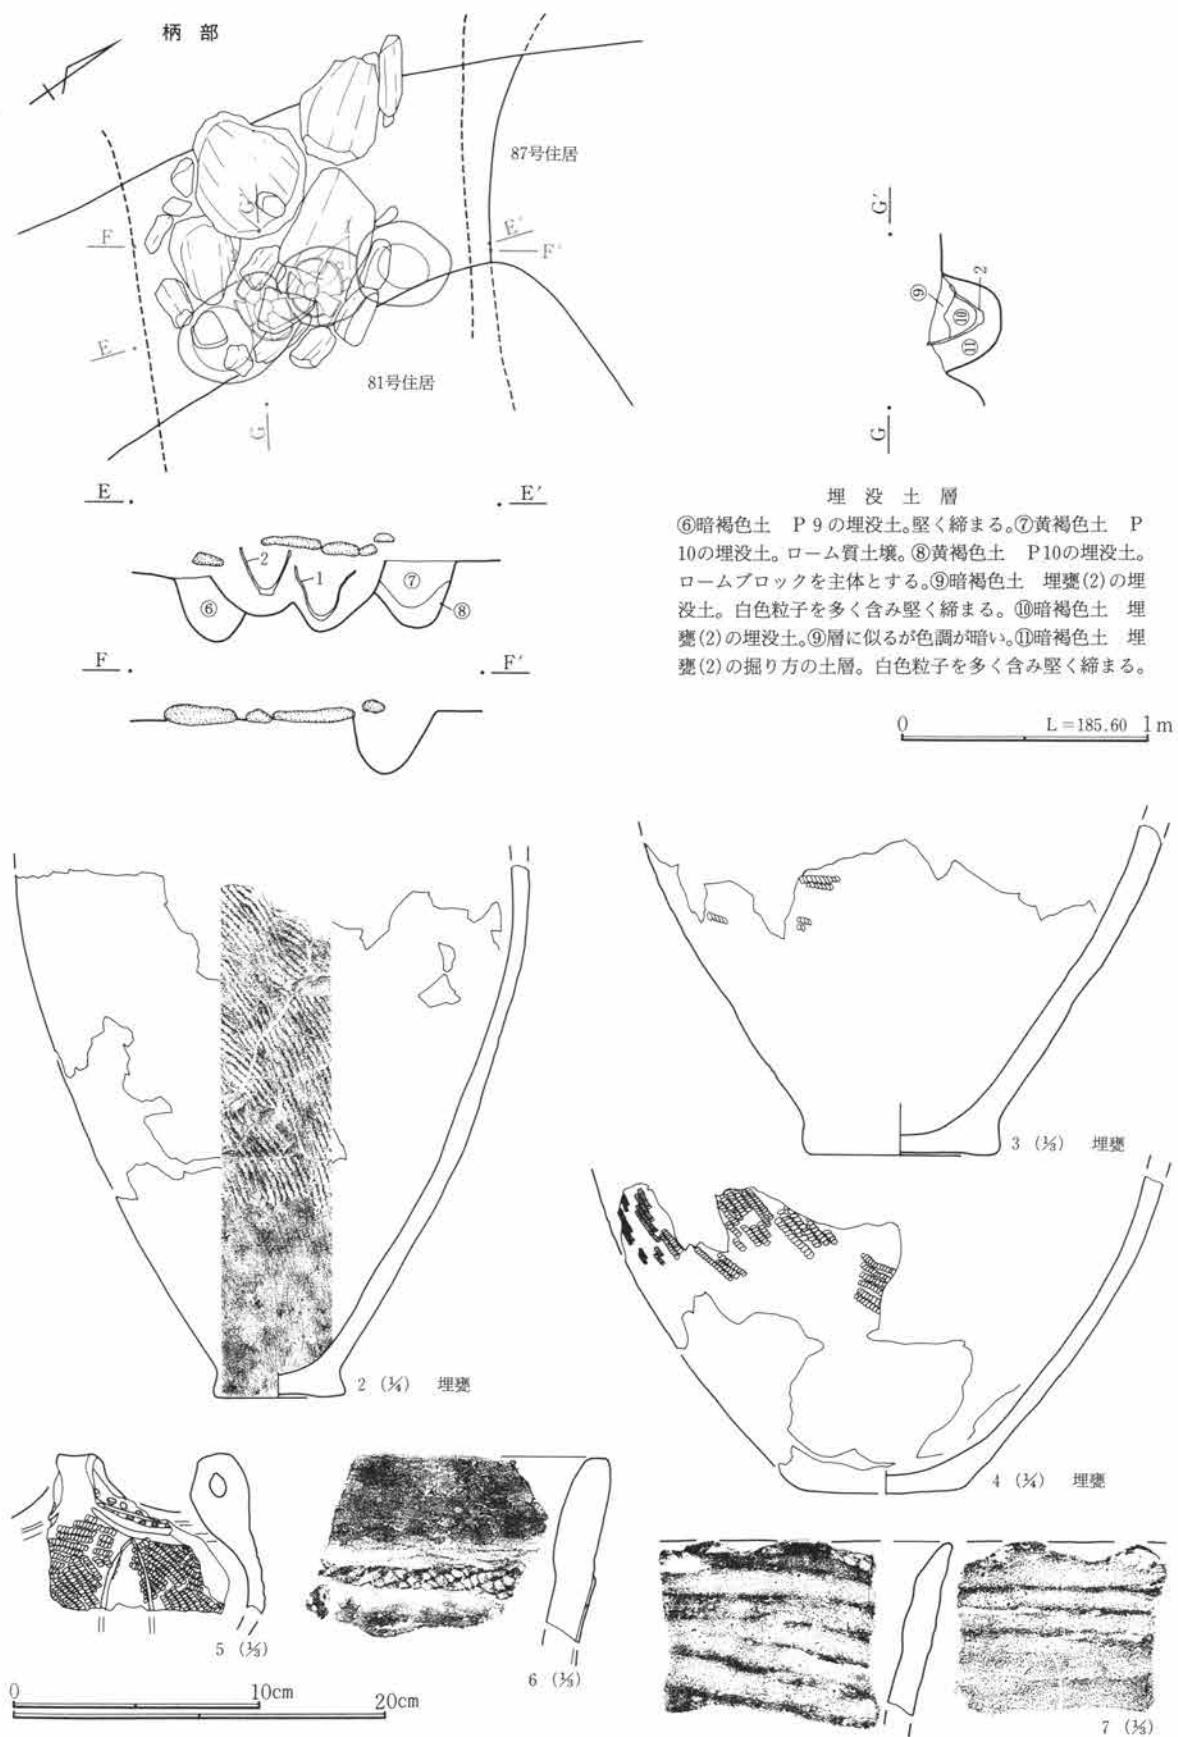 柄部
87号住居
F
G'
E'
F'
E
81号住居
G
G'
⑨
2
⑩
⑪
G
E
E'
2
1
⑥
⑦
⑧
F
F'
埋没土層
⑥暗褐色土 P 9の埋没土。堅く締まる。⑦黄褐色土 P
10の埋没土。ローム質土壌。⑧黄褐色土 P10の埋没土。
ロームブロックを主体とする。⑨暗褐色土 埋甕(2)の埋
没土。白色粒子を多く含み堅く締まる。⑩暗褐色土 埋
甕(2)の埋没土。⑨層に似るが色調が暗い。⑪暗褐色土 埋
甕(2)の掘り方の土層。白色粒子を多く含み堅く締まる。
0 L=185.60 1m
3 (⅓) 埋甕
2 (¼) 埋甕
4 (¼) 埋甕
5 (⅓)
6 (⅓)
7 (⅓)
0 10cm
20cm